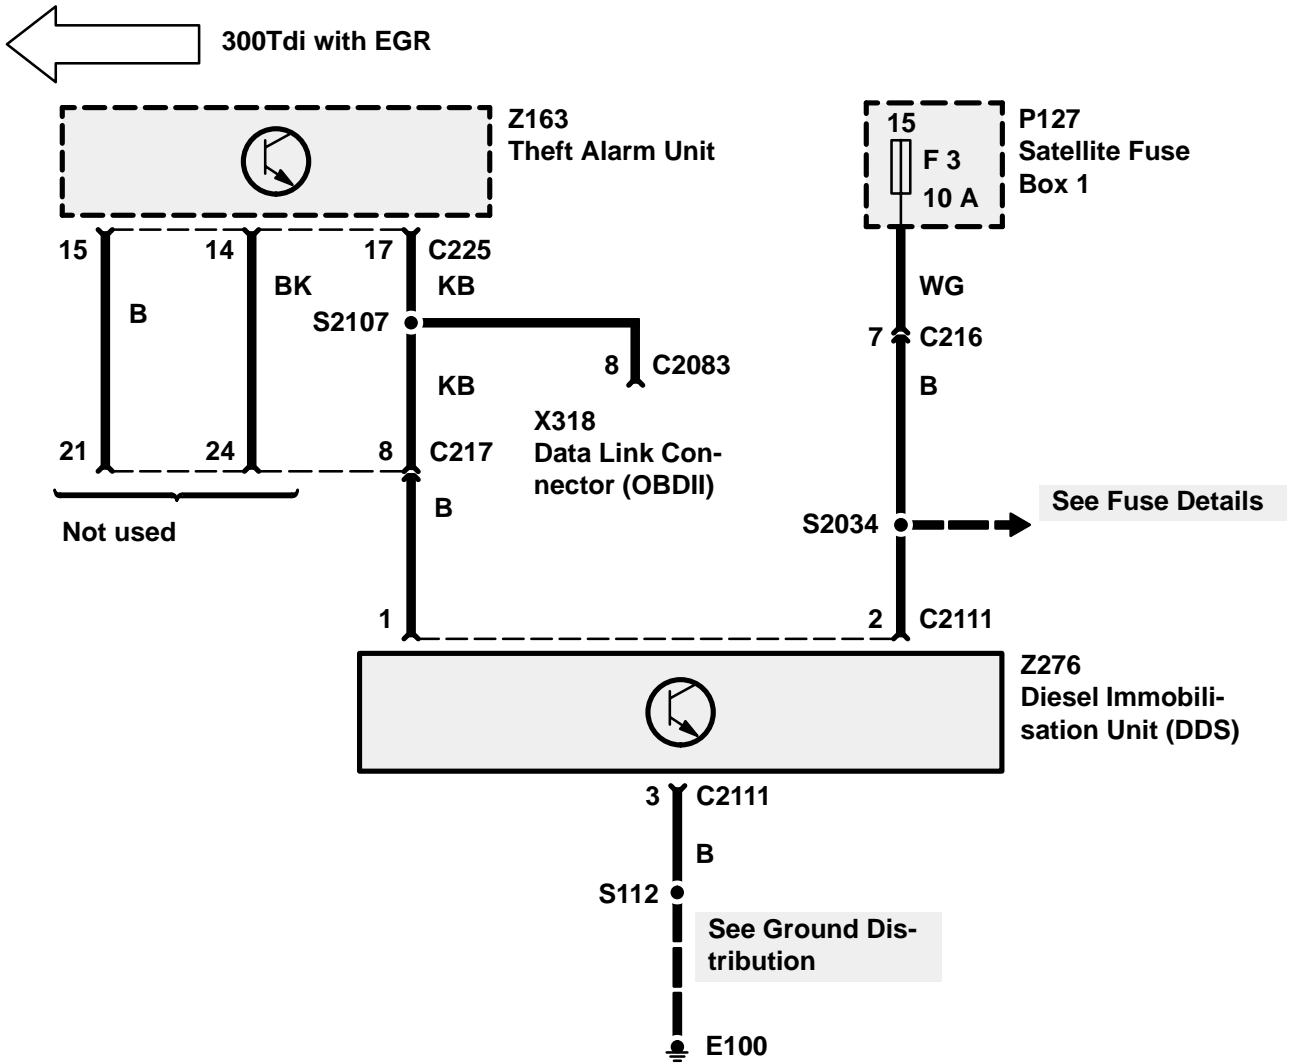 300Tdi with EGR
Z163
Theft Alarm Unit
15
F 3
10 A
P127
Satellite Fuse
Box 1
15
14
17
C225
B
BK
KB
WG
S2107
7
C216
8
C2083
KB
B
X318
Data Link Con-
nector (OBDII)
21
24
8
C217
B
Not used
See Fuse Details
S2034
1
2
C2111
Z276
Diesel Immobili-
sation Unit (DDS)
3
C2111
B
S112
See Ground Dis-
tribution
E100